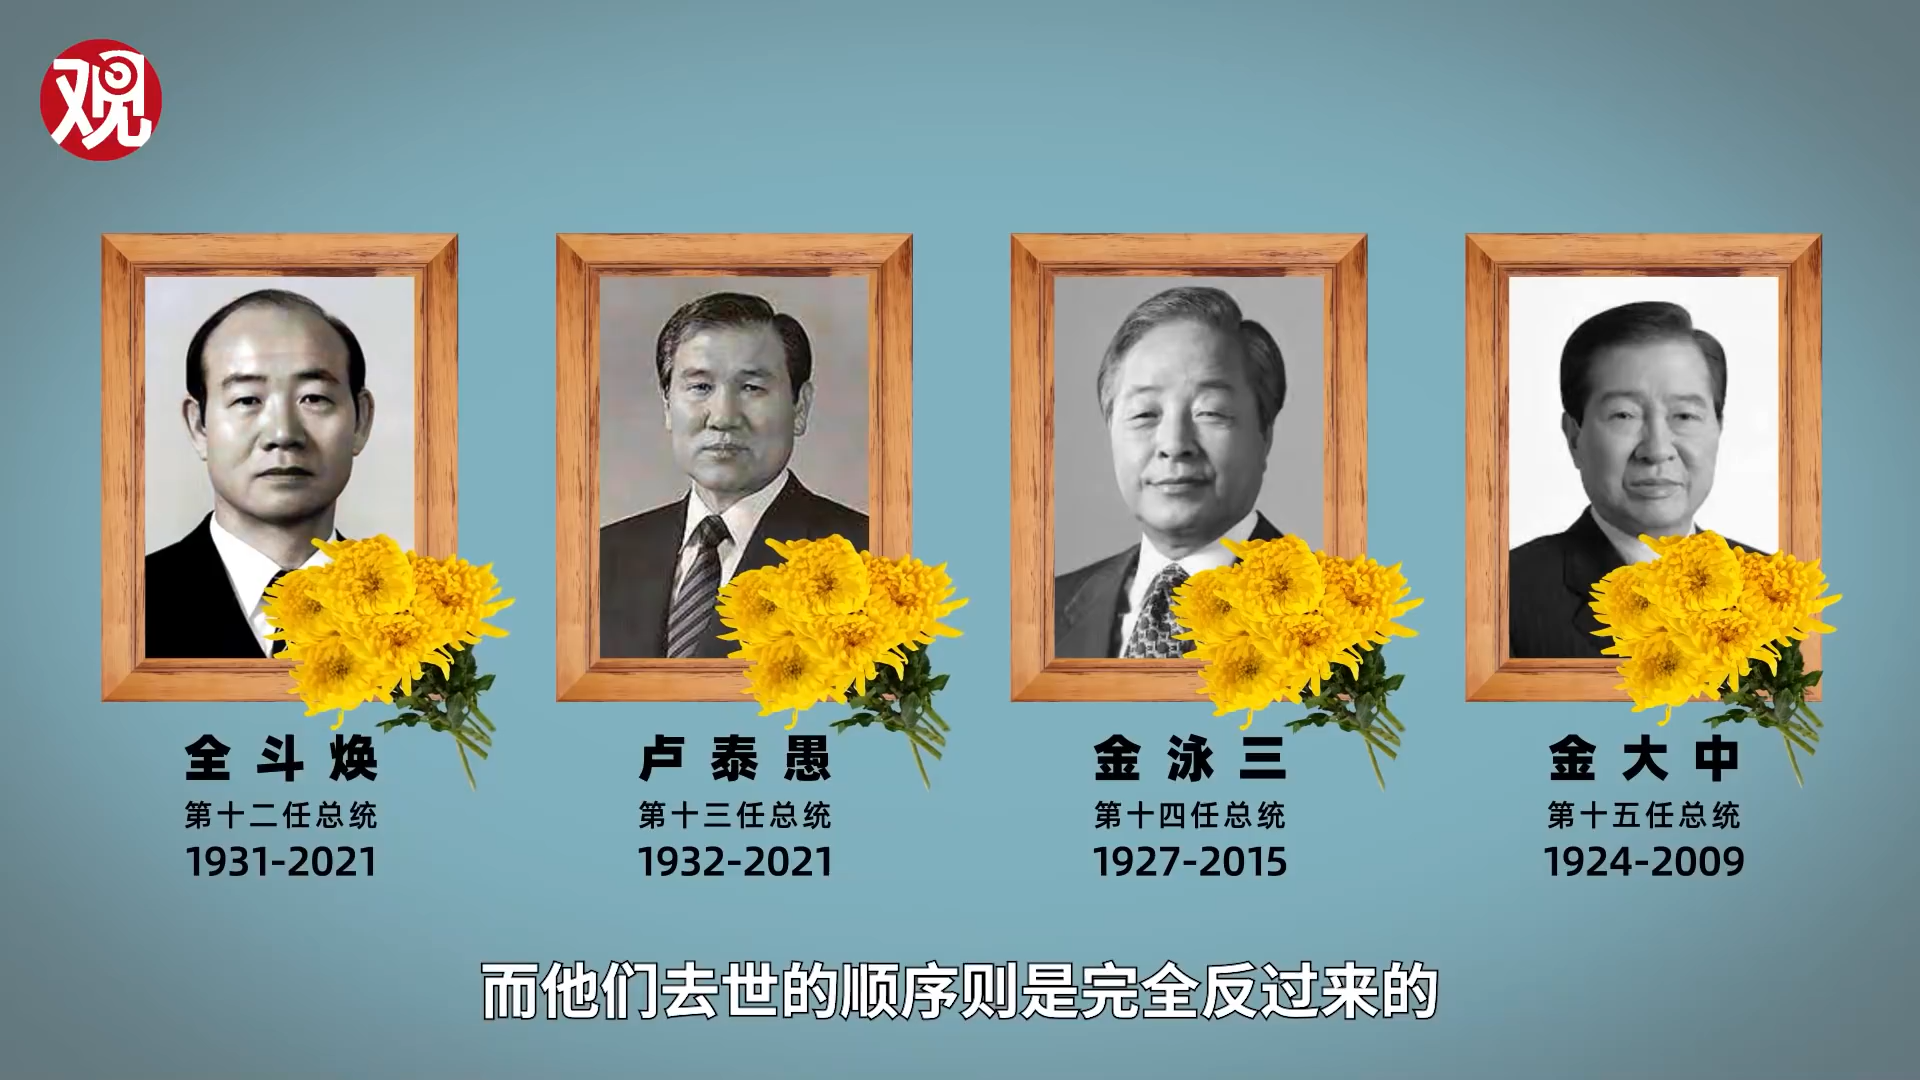 观
全斗焕
第十二任总统
1931-2021
卢泰愚
第十三任总统
1932-2021
金泳三
第十四任总统
1927-2015
金大中
第十五任总统
1924-2009
而他们去世的顺序则是完全反过来的